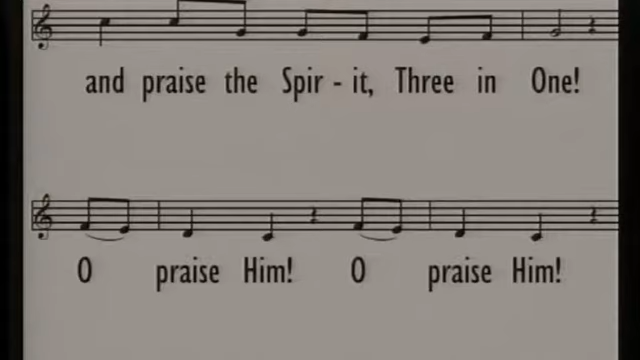 and praise the Spir - it, Three in One!
O praise Him! O praise Him!